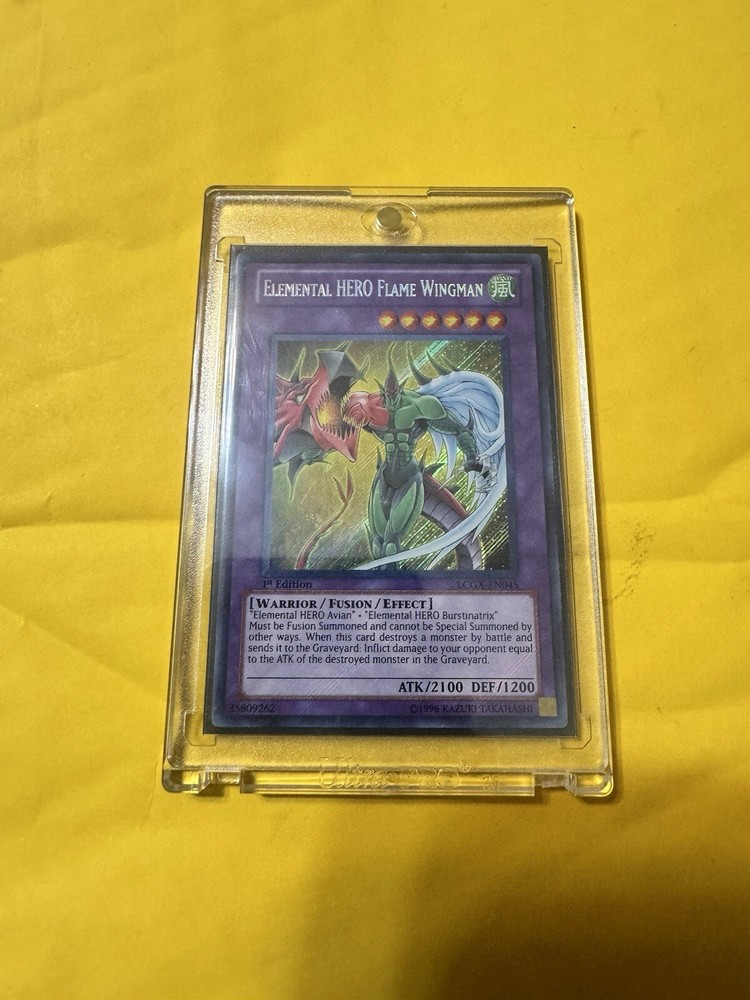 ELEMENTAL HERO FLAME WINGMAN
WIND
風
1st Edition
LCGX-EN045
[WARRIOR / FUSION / EFFECT]
"Elemental HERO Avian" + "Elemental HERO Burstinatrix"
Must be Fusion Summoned and cannot be Special Summoned by
other ways. When this card destroys a monster by battle and
sends it to the Graveyard: Inflict damage to your opponent equal
to the ATK of the destroyed monster in the Graveyard.
ATK/2100 DEF/1200
35809262
©1996 KAZUKI TAKAHASHI
Ultra PRO